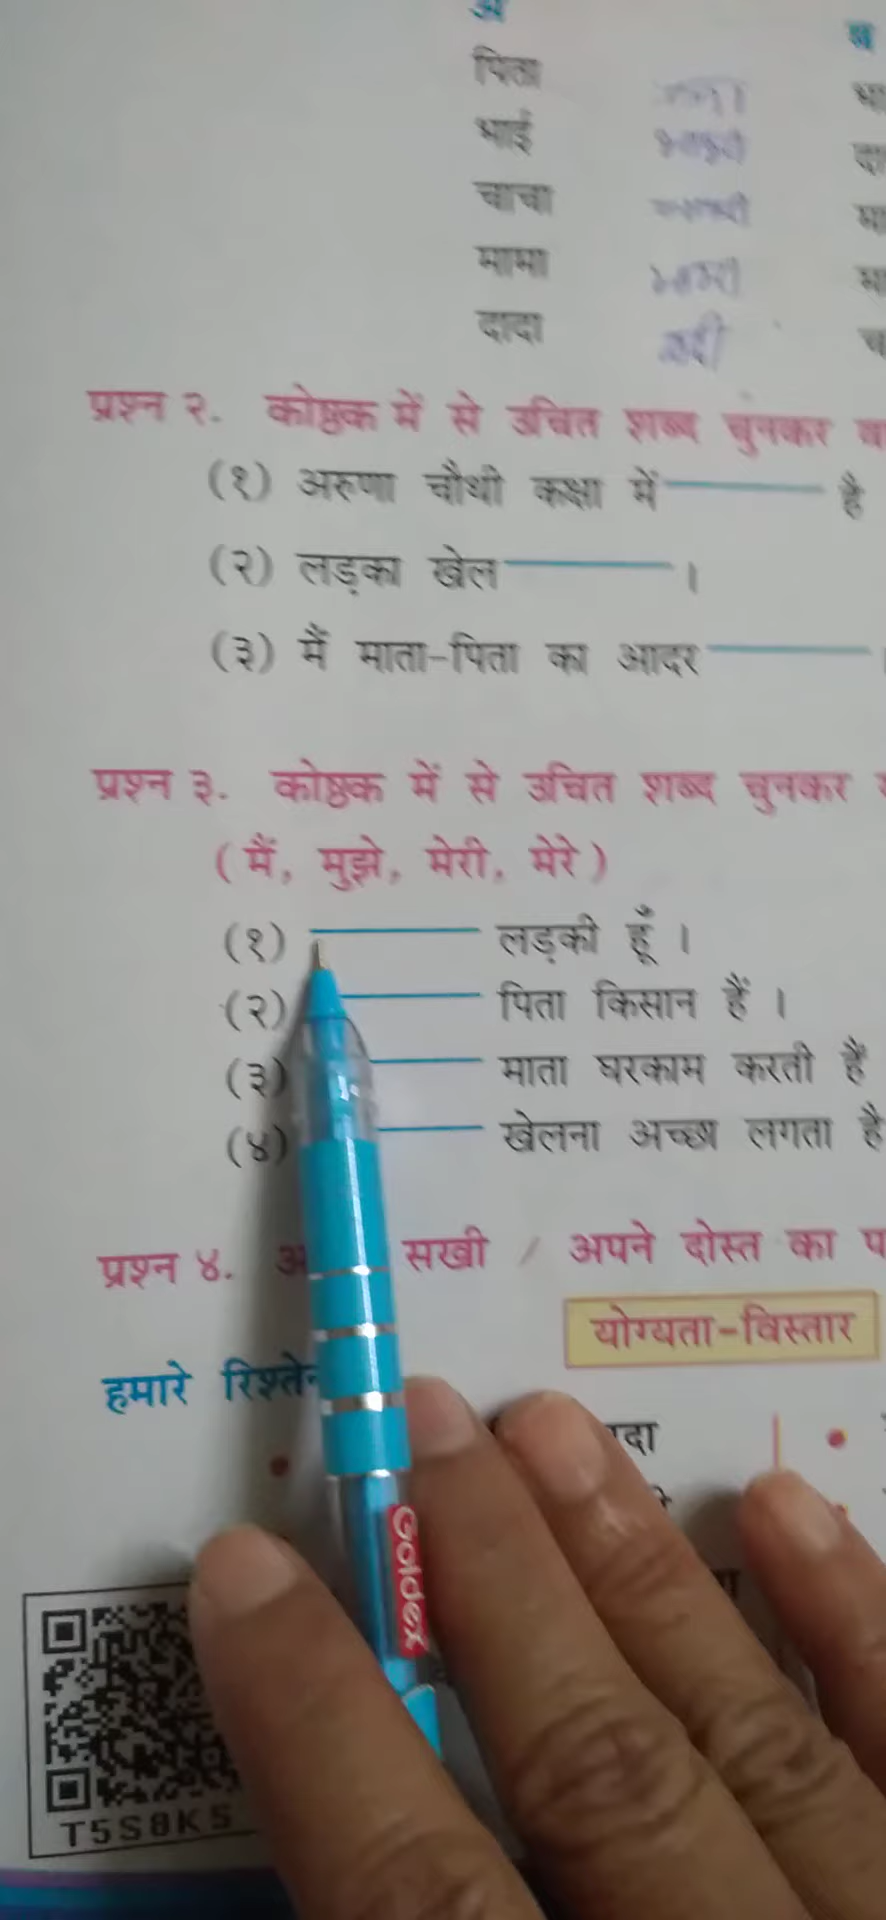 अ
ब
पिता
भाई
चाचा
मामा
दादा
प्रश्न २. कोष्ठक में से उचित शब्द चुनकर
(१) अरुणा चौथी कक्षा में है
(२) लड़का खेल ।
(३) मैं माता-पिता का आदर
प्रश्न ३. कोष्ठक में से उचित शब्द चुनकर
(मैं, मुझे, मेरी, मेरे)
(१) लड़की हूँ ।
(२) पिता किसान हैं ।
(३) माता घरकाम करती हैं
(४) खेलना अच्छा लगता है
प्रश्न ४. सखी / अपने दोस्त का
योग्यता-विस्तार
हमारे
Goldex
T5S8K5